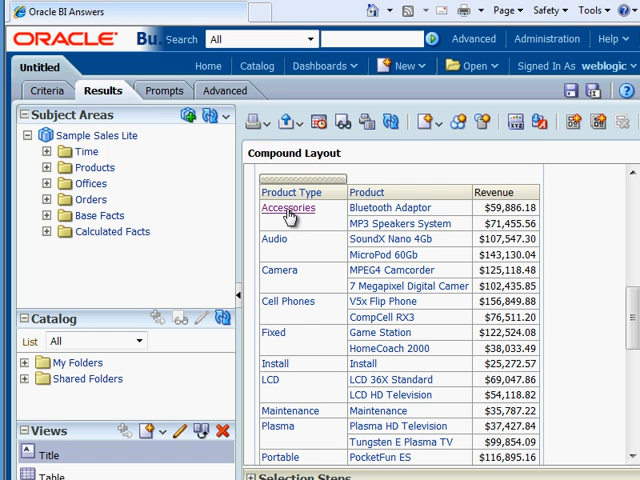 Oracle BI Answers
Page
Safety
Tools
ORACLE Bu.. Search All Advanced Administration Help
Untitled Home Catalog Dashboards New Open Signed In As weblogic
Criteria Results Prompts Advanced
Subject Areas
Sample Sales Lite
Time
Products
Offices
Orders
Base Facts
Calculated Facts
Catalog
List All
My Folders
Shared Folders
Views
Title
Table
Compound Layout
Product Type Product Revenue
Accessories Bluetooth Adaptor $59,886.18
MP3 Speakers System $71,455.56
Audio SoundX Nano 4Gb $107,547.30
MicroPod 60Gb $143,130.04
Camera MPEG4 Camcorder $125,118.48
7 Megapixel Digital Camer $102,435.85
Cell Phones V5x Flip Phone $156,849.88
CompCell RX3 $76,511.20
Fixed Game Station $122,524.08
HomeCoach 2000 $38,033.49
Install Install $25,272.57
LCD LCD 36X Standard $69,047.86
LCD HD Television $54,118.82
Maintenance Maintenance $35,787.22
Plasma Plasma HD Television $37,427.84
Tungsten E Plasma TV $99,854.09
Portable PocketFun ES $116,895.16
Selection Steps